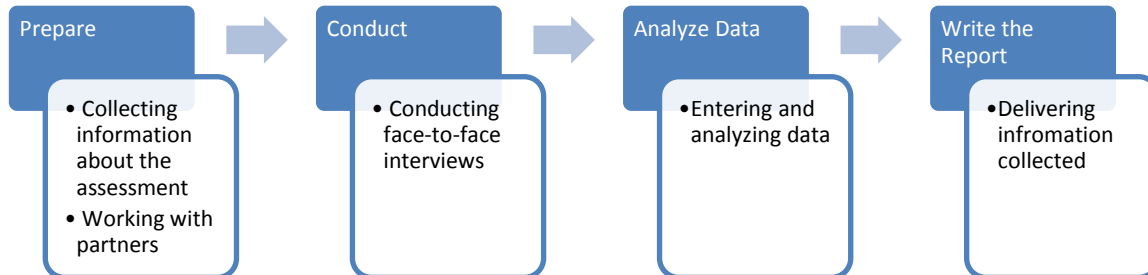 Prepare
• Collecting
information
about the
assessment
• Working with
partners
Conduct
• Conducting
face-to-face
interviews
Analyze Data
•Entering and
analyzing data
Write the
Report
•Delivering
infromation
collected